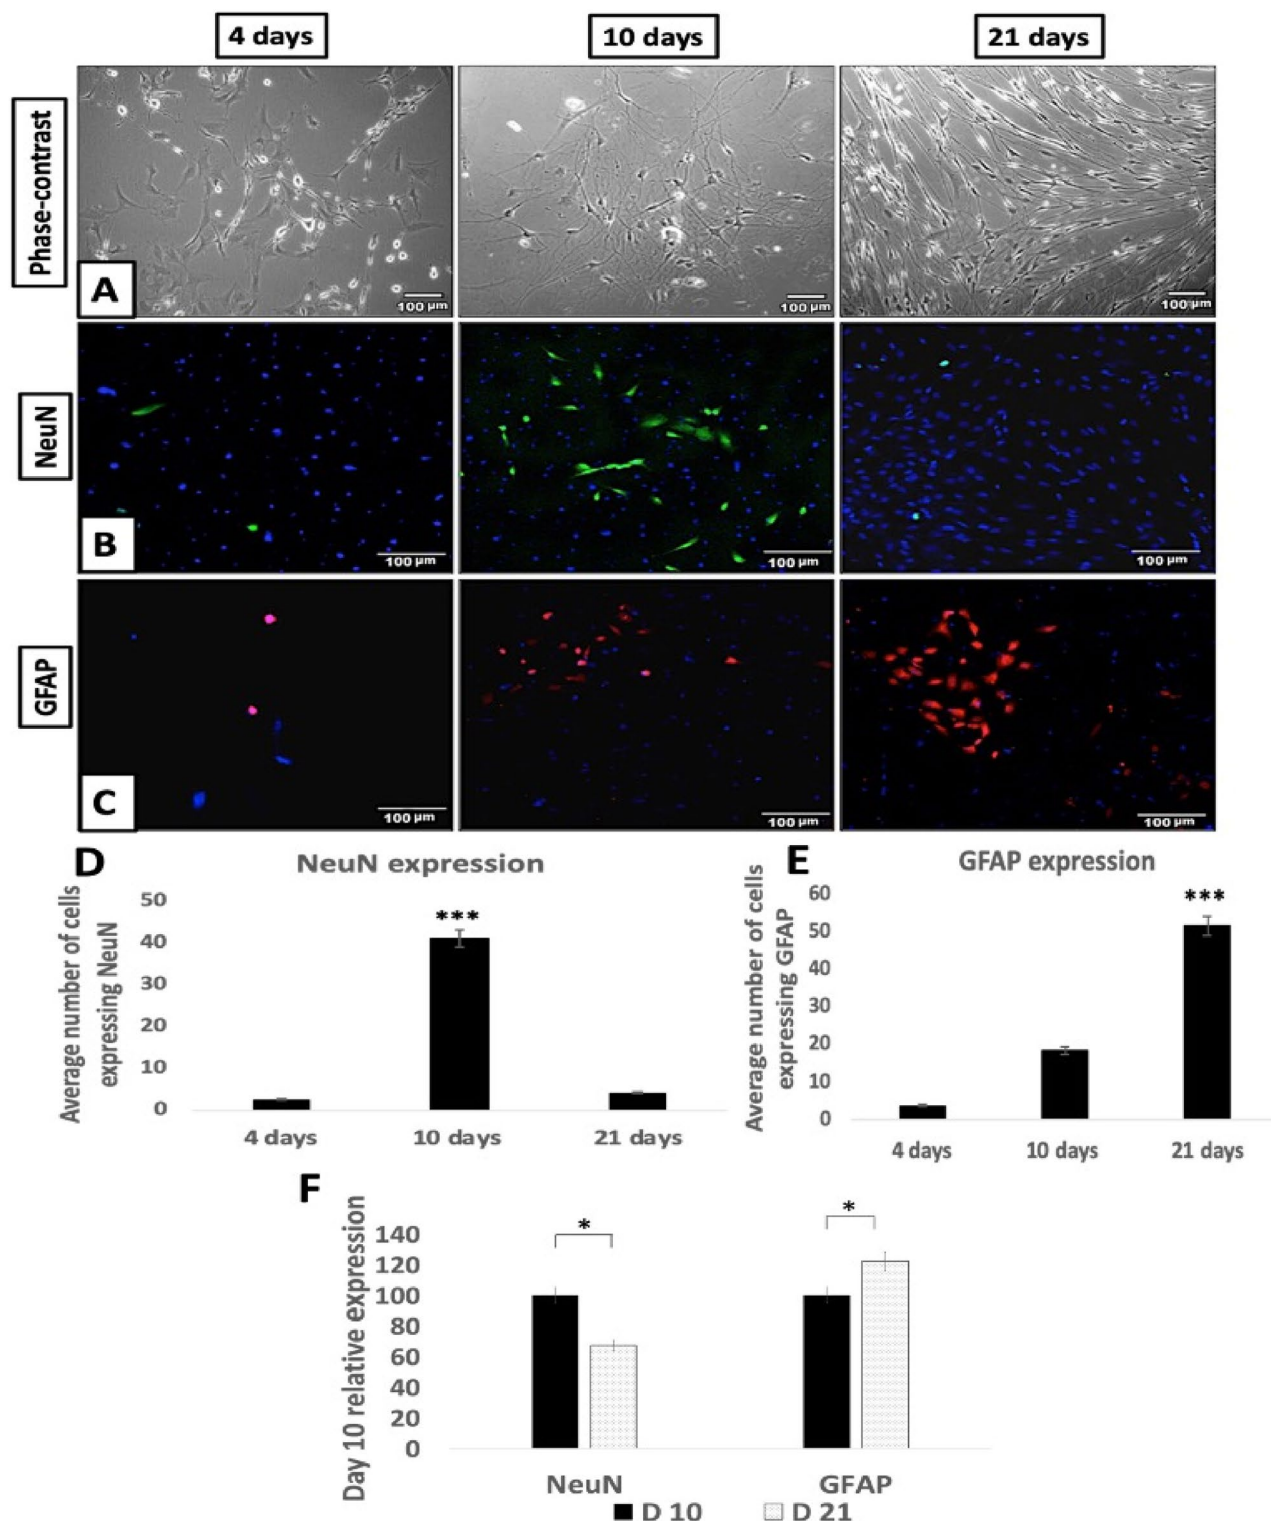 4 days
10 days
21 days
Phase-contrast
A
100 µm
100 µm
100 µm
NeuN
B
100 µm
100 µm
100 µm
GFAP
C
100 µm
100 µm
100 µm
D
NeuN expression
Average number of cells
expressing NeuN
50
40
30
20
10
0
***
4 days
10 days
21 days
E
GFAP expression
Average number of cells
expressing GFAP
60
50
40
30
20
10
0
***
4 days
10 days
21 days
F
Day 10 relative expression
140
120
100
80
60
40
20
0
*
*
NeuN
GFAP
D 10
D 21